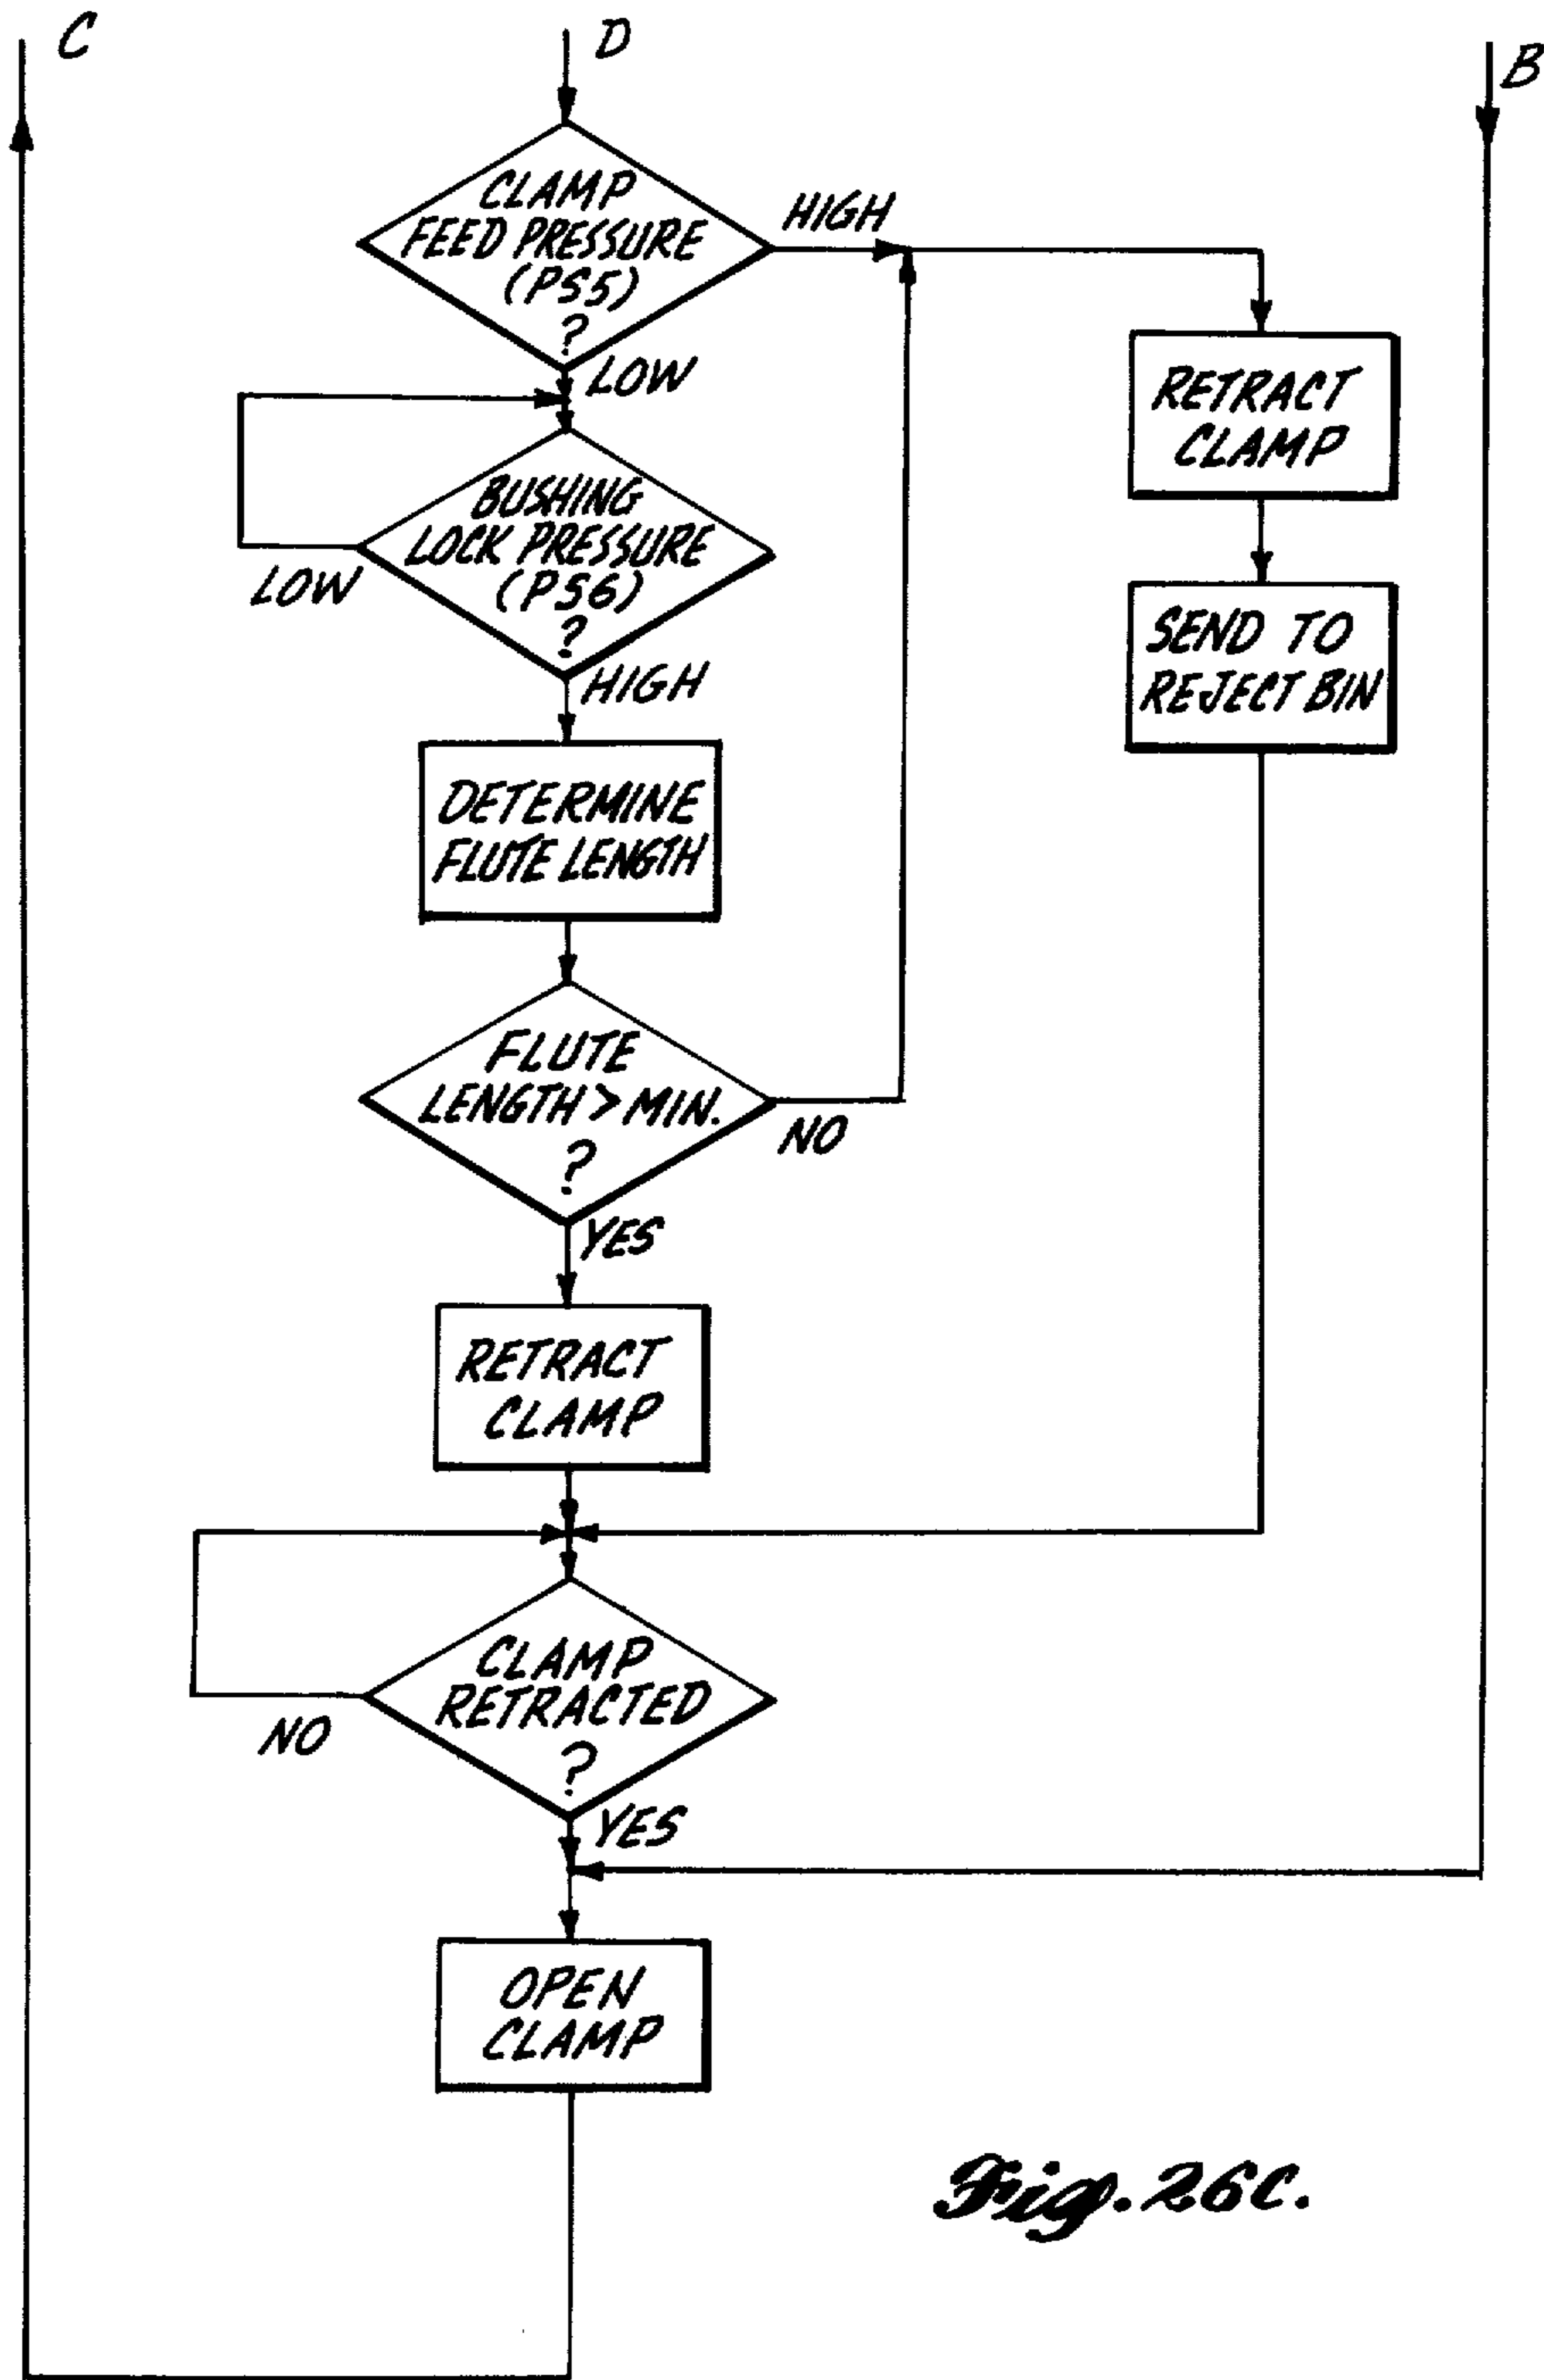 C
D
B
CLAMP
FEED PRESSURE
(PS5)
?
HIGH
LOW
RETRACT
CLAMP
BUSHING
LOCK PRESSURE
(PS6)
?
LOW
HIGH
SEND TO
REJECT BIN
DETERMINE
FLUTE LENGTH
FLUTE
LENGTH > MIN.
?
NO
YES
RETRACT
CLAMP
CLAMP
RETRACTED
?
NO
YES
OPEN
CLAMP
Fig. 26C.